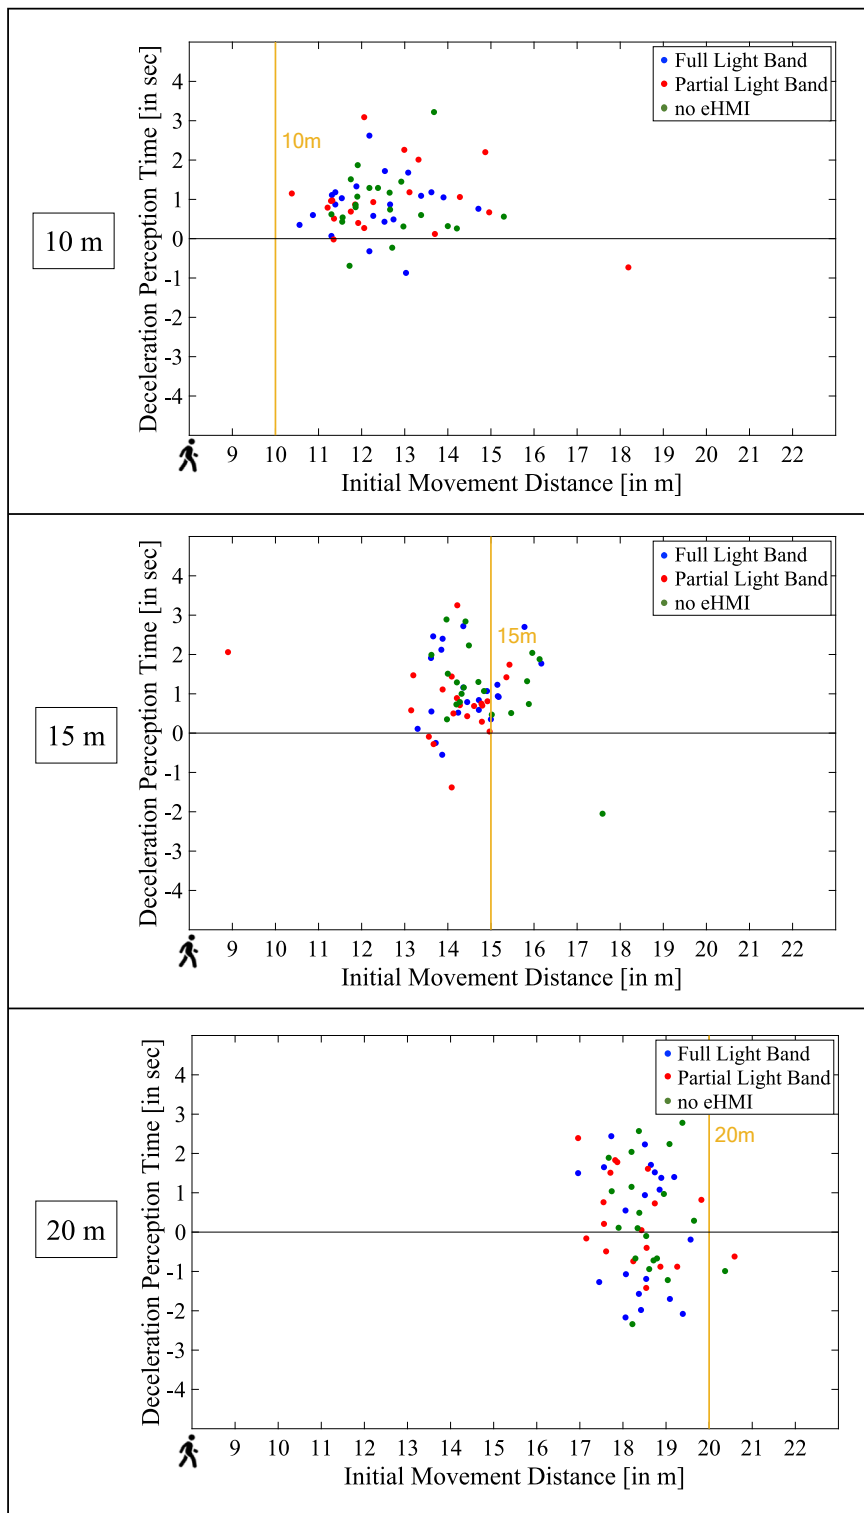 10 m
Deceleration Perception Time [in sec]
4
3
2
1
0
-1
-2
-3
-4
Full Light Band
Partial Light Band
no eHMI
10m
9 10 11 12 13 14 15 16 17 18 19 20 21 22
Initial Movement Distance [in m]
15 m
Deceleration Perception Time [in sec]
4
3
2
1
0
-1
-2
-3
-4
Full Light Band
Partial Light Band
no eHMI
15m
9 10 11 12 13 14 15 16 17 18 19 20 21 22
Initial Movement Distance [in m]
20 m
Deceleration Perception Time [in sec]
4
3
2
1
0
-1
-2
-3
-4
Full Light Band
Partial Light Band
no eHMI
20m
9 10 11 12 13 14 15 16 17 18 19 20 21 22
Initial Movement Distance [in m]